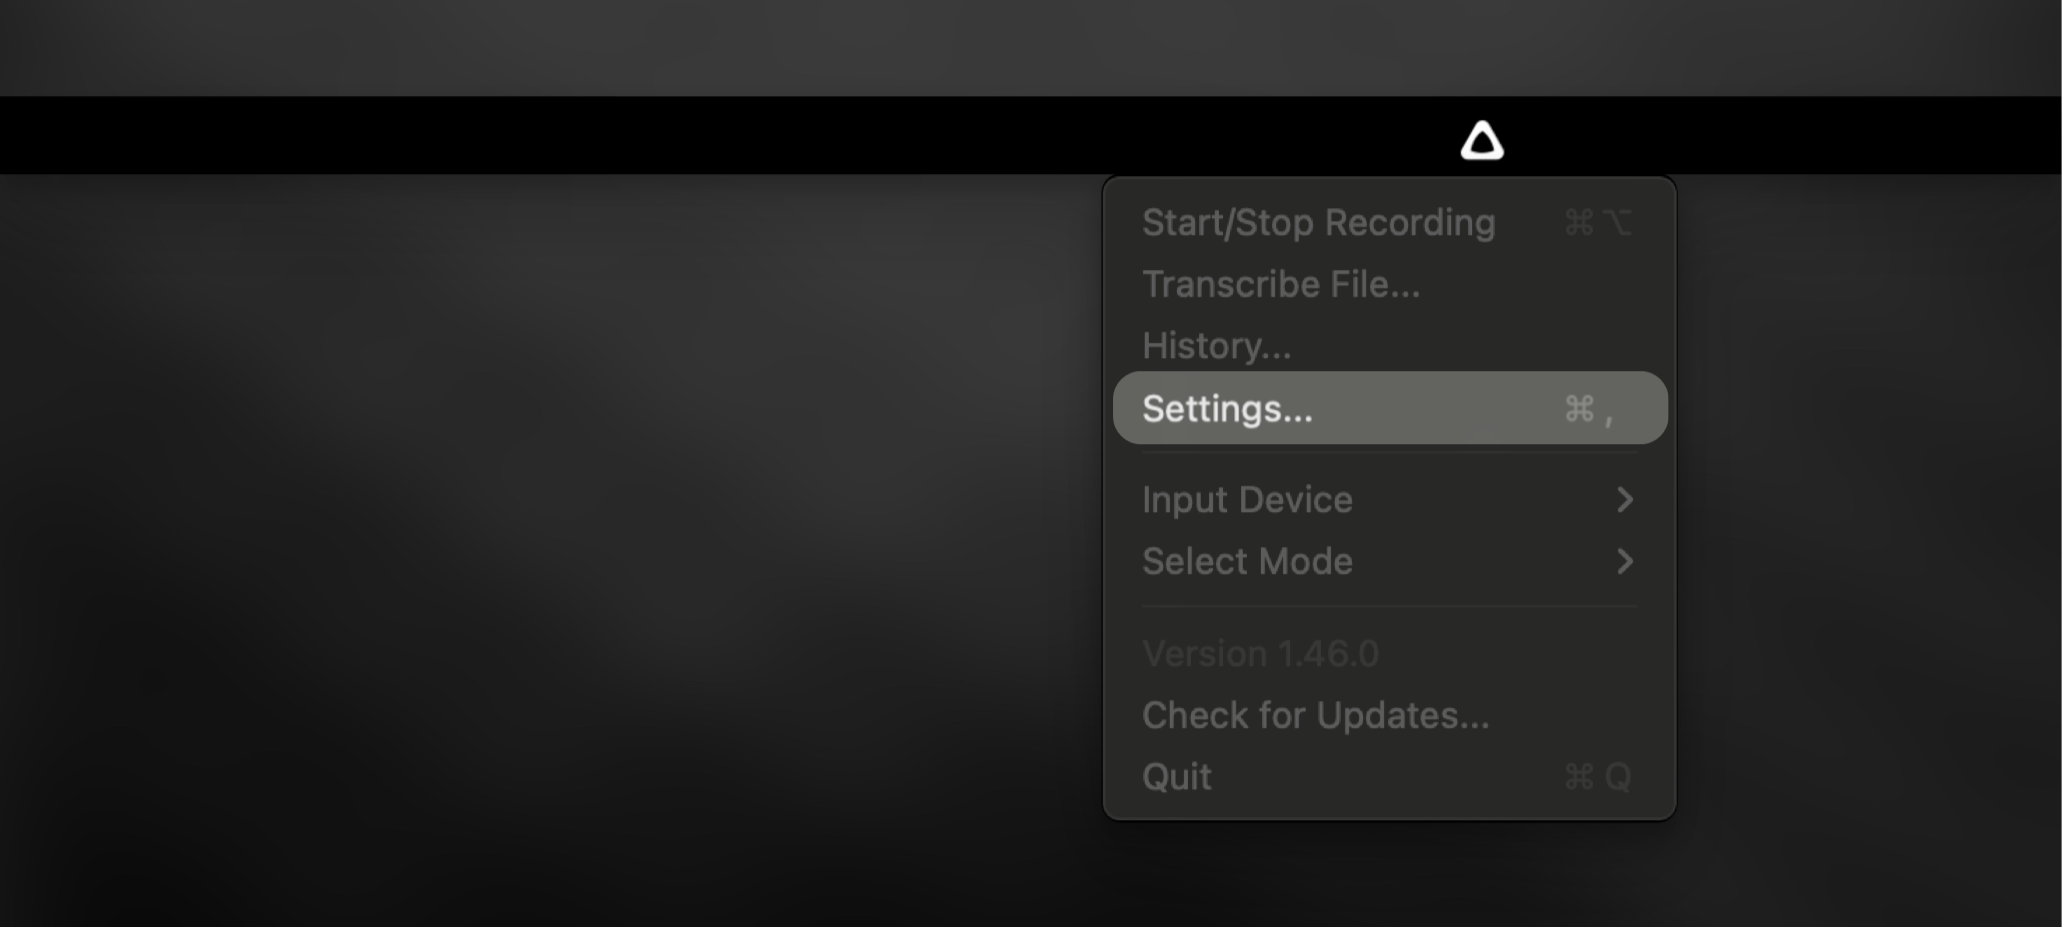 Start/Stop Recording ⌘ ⌥
Transcribe File...
History...
Settings... ⌘ ,
Input Device
Select Mode
Version 1.46.0
Check for Updates...
Quit ⌘ Q